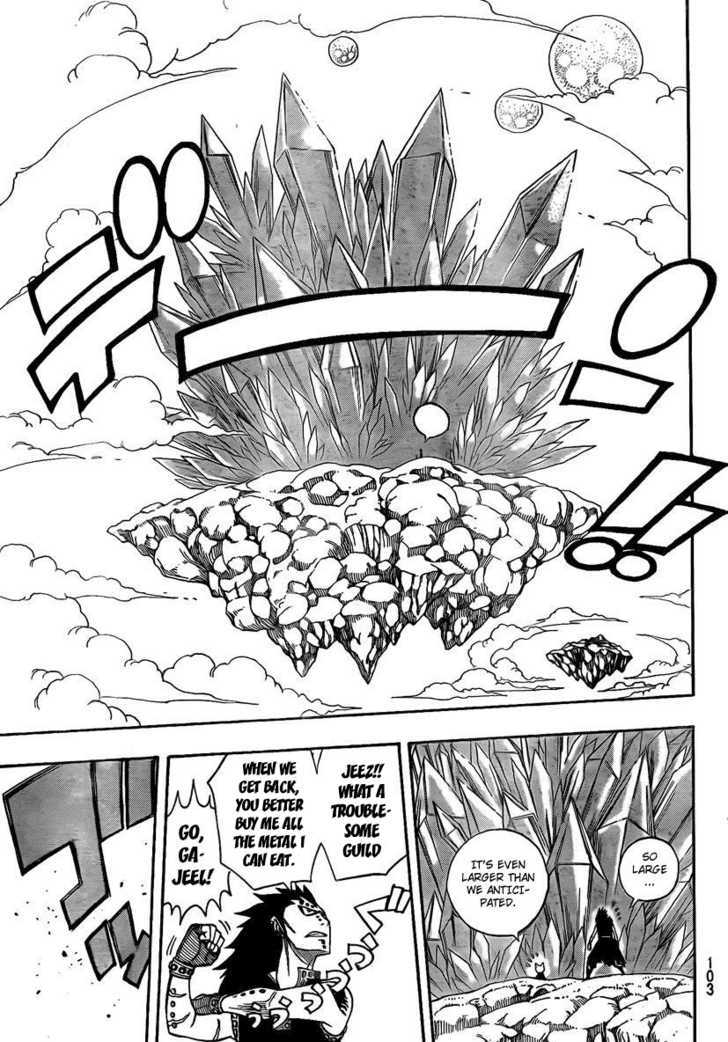 SO
LARGE
...
IT'S EVEN
LARGER THAN
WE ANTICI-
PATED.
JEEZ!!
WHAT A
TROUBLE-
SOME
GUILD
WHEN WE
GET BACK,
YOU BETTER
BUY ME ALL
THE METAL I
CAN EAT.
GO,
GA-
JEEL!
103